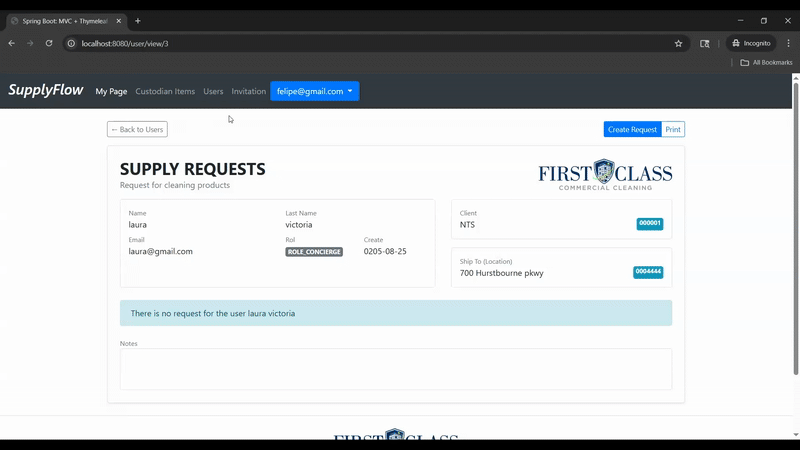 Spring Boot: MVC + Thymeleaf
localhost:8080/user/view/3
Incognito
All Bookmarks
SupplyFlow
My Page
Custodian Items
Users
Invitation
felipe@gmail.com
← Back to Users
Create Request
Print
SUPPLY REQUESTS
Request for cleaning products
FIRST CLASS
COMMERCIAL CLEANING
Name
laura
Last Name
victoria
Email
laura@gmail.com
Rol
ROLE_CONCIERGE
Create
0205-08-25
Client
NTS
000001
Ship To (Location)
700 Hurstbourne pkwy
0004444
There is no request for the user laura victoria
Notes
FIRST CLASS